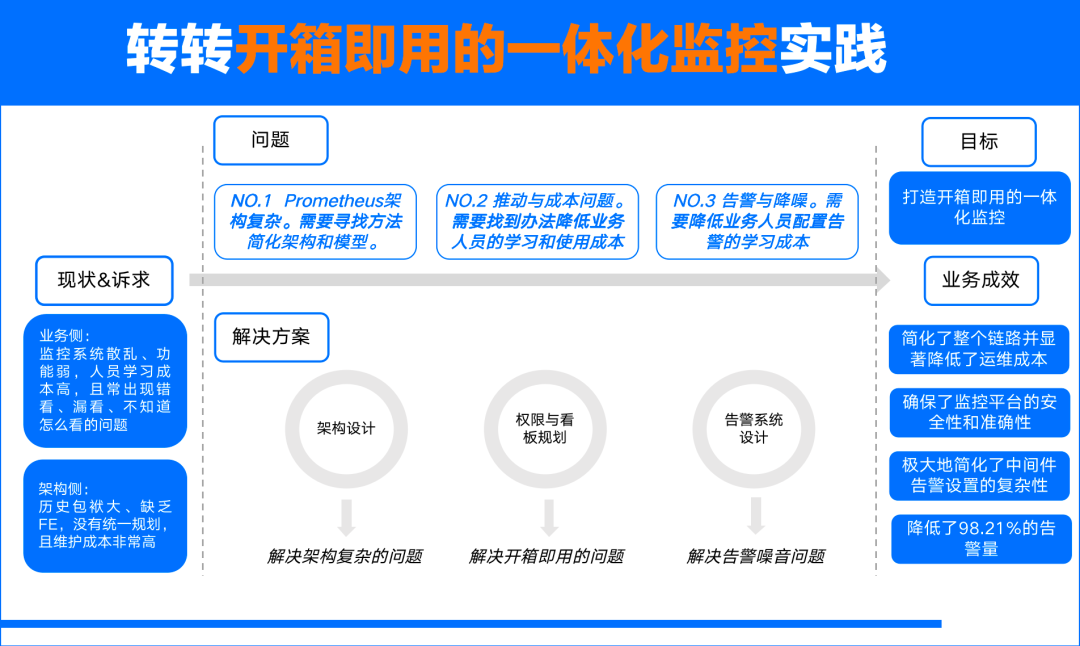 转转开箱即用的一体化监控实践
现状&诉求
业务侧：
监控系统散乱、功
能弱，人员学习成
本高，且常出现错
看、漏看、不知道
怎么看的问题
架构侧：
历史包袱大、缺乏
FE，没有统一规划，
且维护成本非常高
问题
NO.1 Prometheus架
构复杂。需要寻找方法
简化架构和模型。
NO.2 推动与成本问题。
需要找到办法降低业务
人员的学习和使用成本
NO.3 告警与降噪。需
要降低业务人员配置告
警的学习成本
解决方案
架构设计
解决架构复杂的问题
权限与看
板规划
解决开箱即用的问题
告警系统
设计
解决告警噪音问题
目标
打造开箱即用的一体
化监控
业务成效
简化了整个链路并显
著降低了运维成本
确保了监控平台的安
全性和准确性
极大地简化了中间件
告警设置的复杂性
降低了98.21%的告
警量